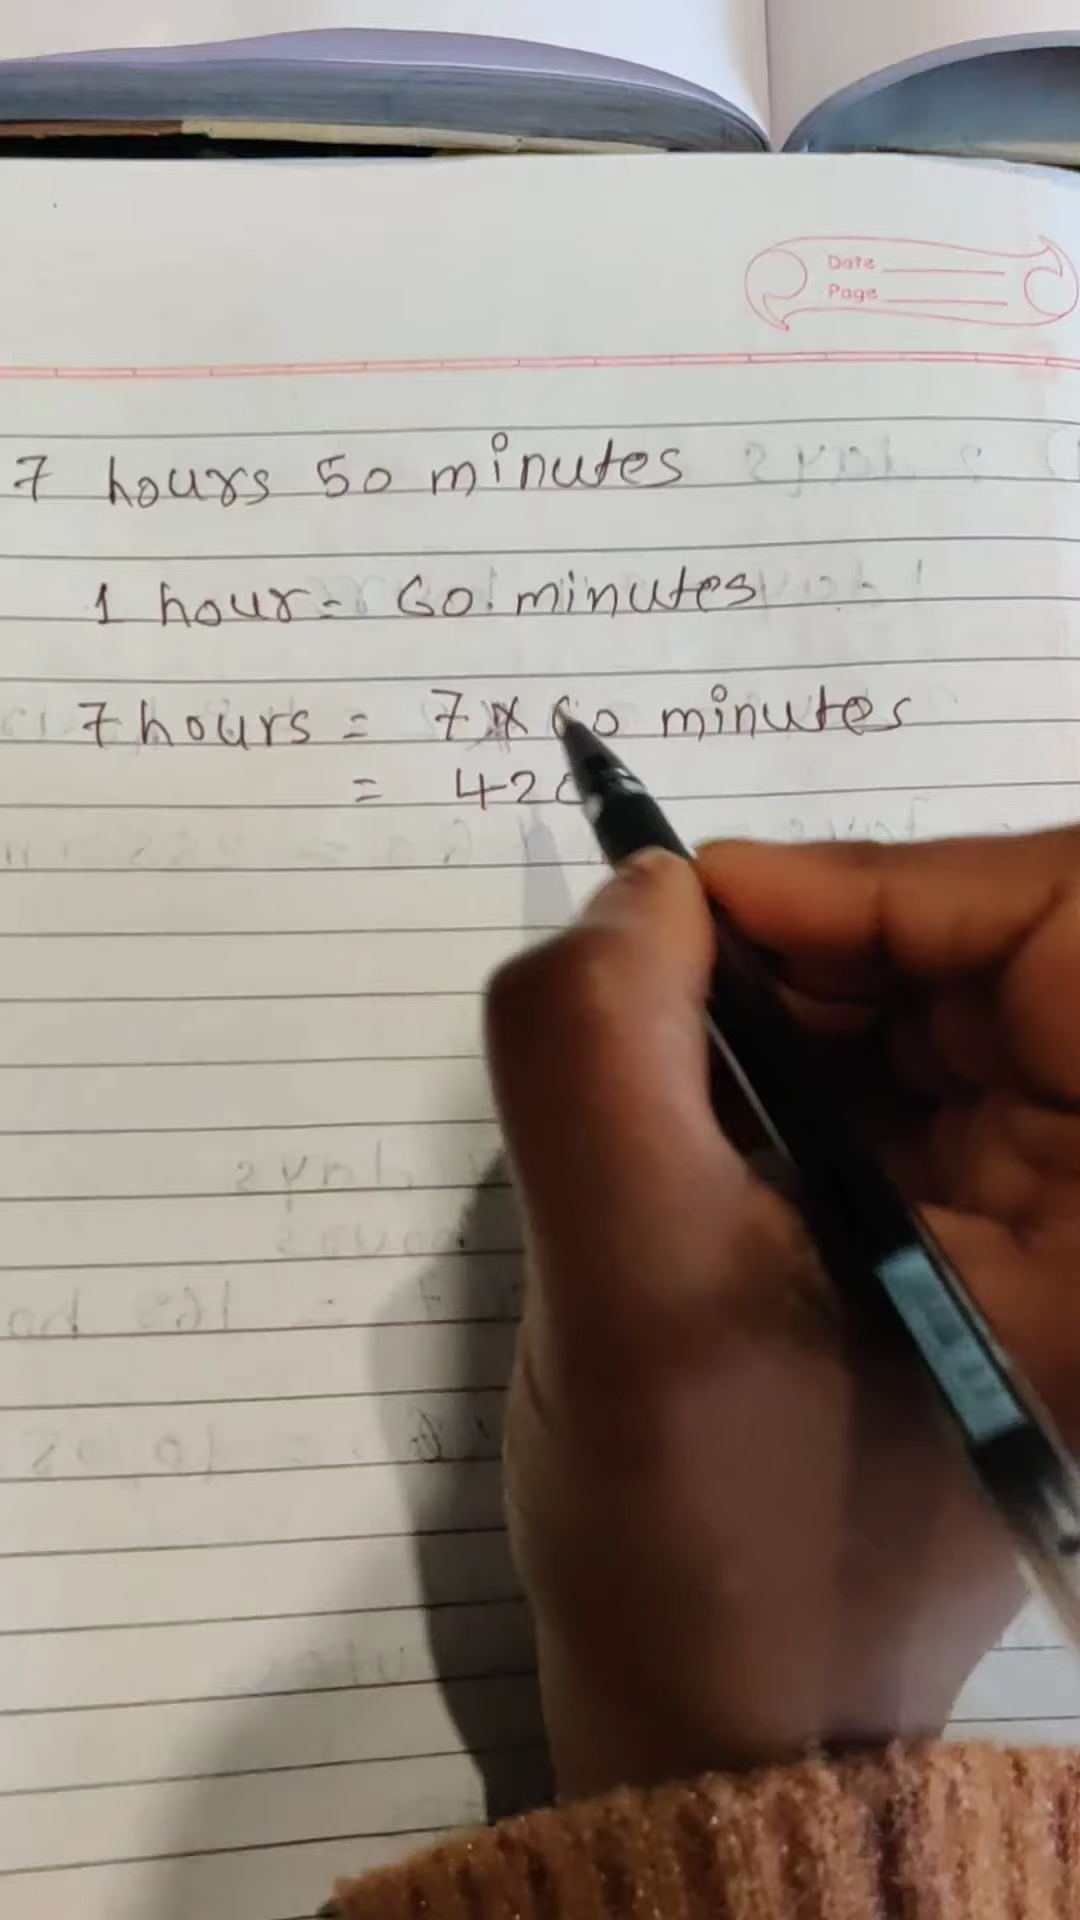 Date
Page
7 hours 50 minutes
1 hour = 60 minutes
7 hours = 7 x 60 minutes
= 420